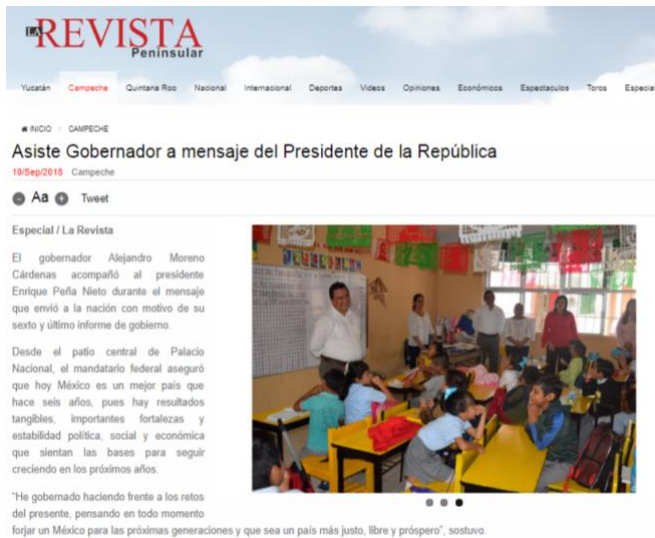 LA REVISTA
Peninsular
Yucatán Campeche Quintana Roo Nacional Internacional Deportes Videos Opiniones Económicos Espectaculos Toros Especial
INICIO / CAMPECHE
Asiste Gobernador a mensaje del Presidente de la República
10/Sep/2018 Campeche
- Aa + Tweet
Especial / La Revista
El gobernador Alejandro Moreno
Cárdenas acompañó al presidente
Enrique Peña Nieto durante el mensaje
que envió a la nación con motivo de su
sexto y último informe de gobierno.
Desde el patio central de Palacio
Nacional, el mandatario federal aseguró
que hoy México es un mejor país que
hace seis años, pues hay resultados
tangibles, importantes fortalezas y
estabilidad política, social y económica
que sientan las bases para seguir
creciendo en los próximos años.
"He gobernado haciendo frente a los retos
del presente, pensando en todo momento
forjar un México para las próximas generaciones y que sea un país más justo, libre y próspero", sostuvo.